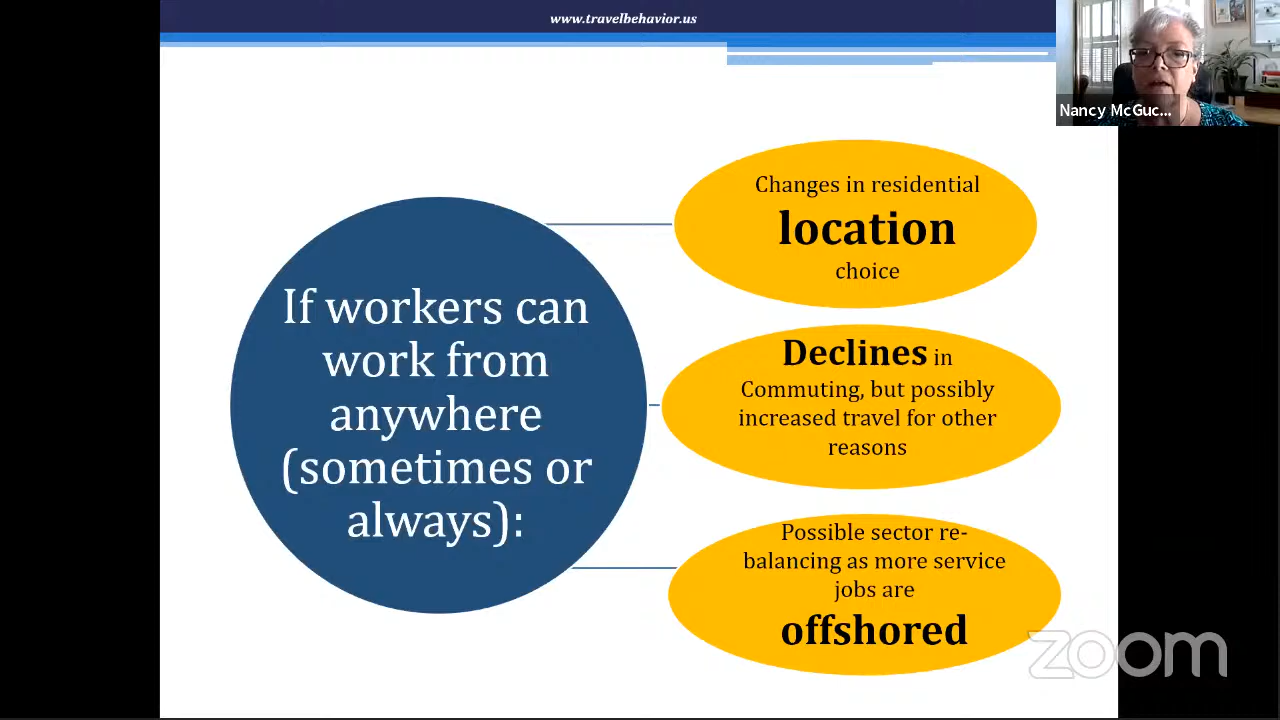 www.travelbehavior.us
Nancy McGuc...
If workers can
work from
anywhere
(sometimes or
always):
Changes in residential
location
choice
Declines in
Commuting, but possibly
increased travel for other
reasons
Possible sector re-
balancing as more service
jobs are
offshored
zoom